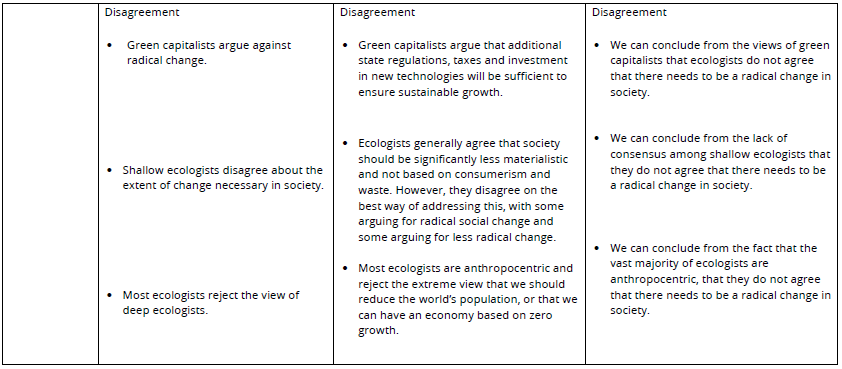 Disagreement
• Green capitalists argue against
radical change.
• Shallow ecologists disagree about the
extent of change necessary in society.
• Most ecologists reject the view of
deep ecologists.
Disagreement
• Green capitalists argue that additional
state regulations, taxes and investment
in new technologies will be sufficient to
ensure sustainable growth.
• Ecologists generally agree that society
should be significantly less materialistic
and not based on consumerism and
waste. However, they disagree on the
best way of addressing this, with some
arguing for radical social change and
some arguing for less radical change.
• Most ecologists are anthropocentric and
reject the extreme view that we should
reduce the world’s population, or that we
can have an economy based on zero
growth.
Disagreement
• We can conclude from the views of green
capitalists that ecologists do not agree
that there needs to be a radical change in
society.
• We can conclude from the lack of
consensus among shallow ecologists that
they do not agree that there needs to be
a radical change in society.
• We can conclude from the fact that the
vast majority of ecologists are
anthropocentric, that they do not agree
that there needs to be a radical change in
society.